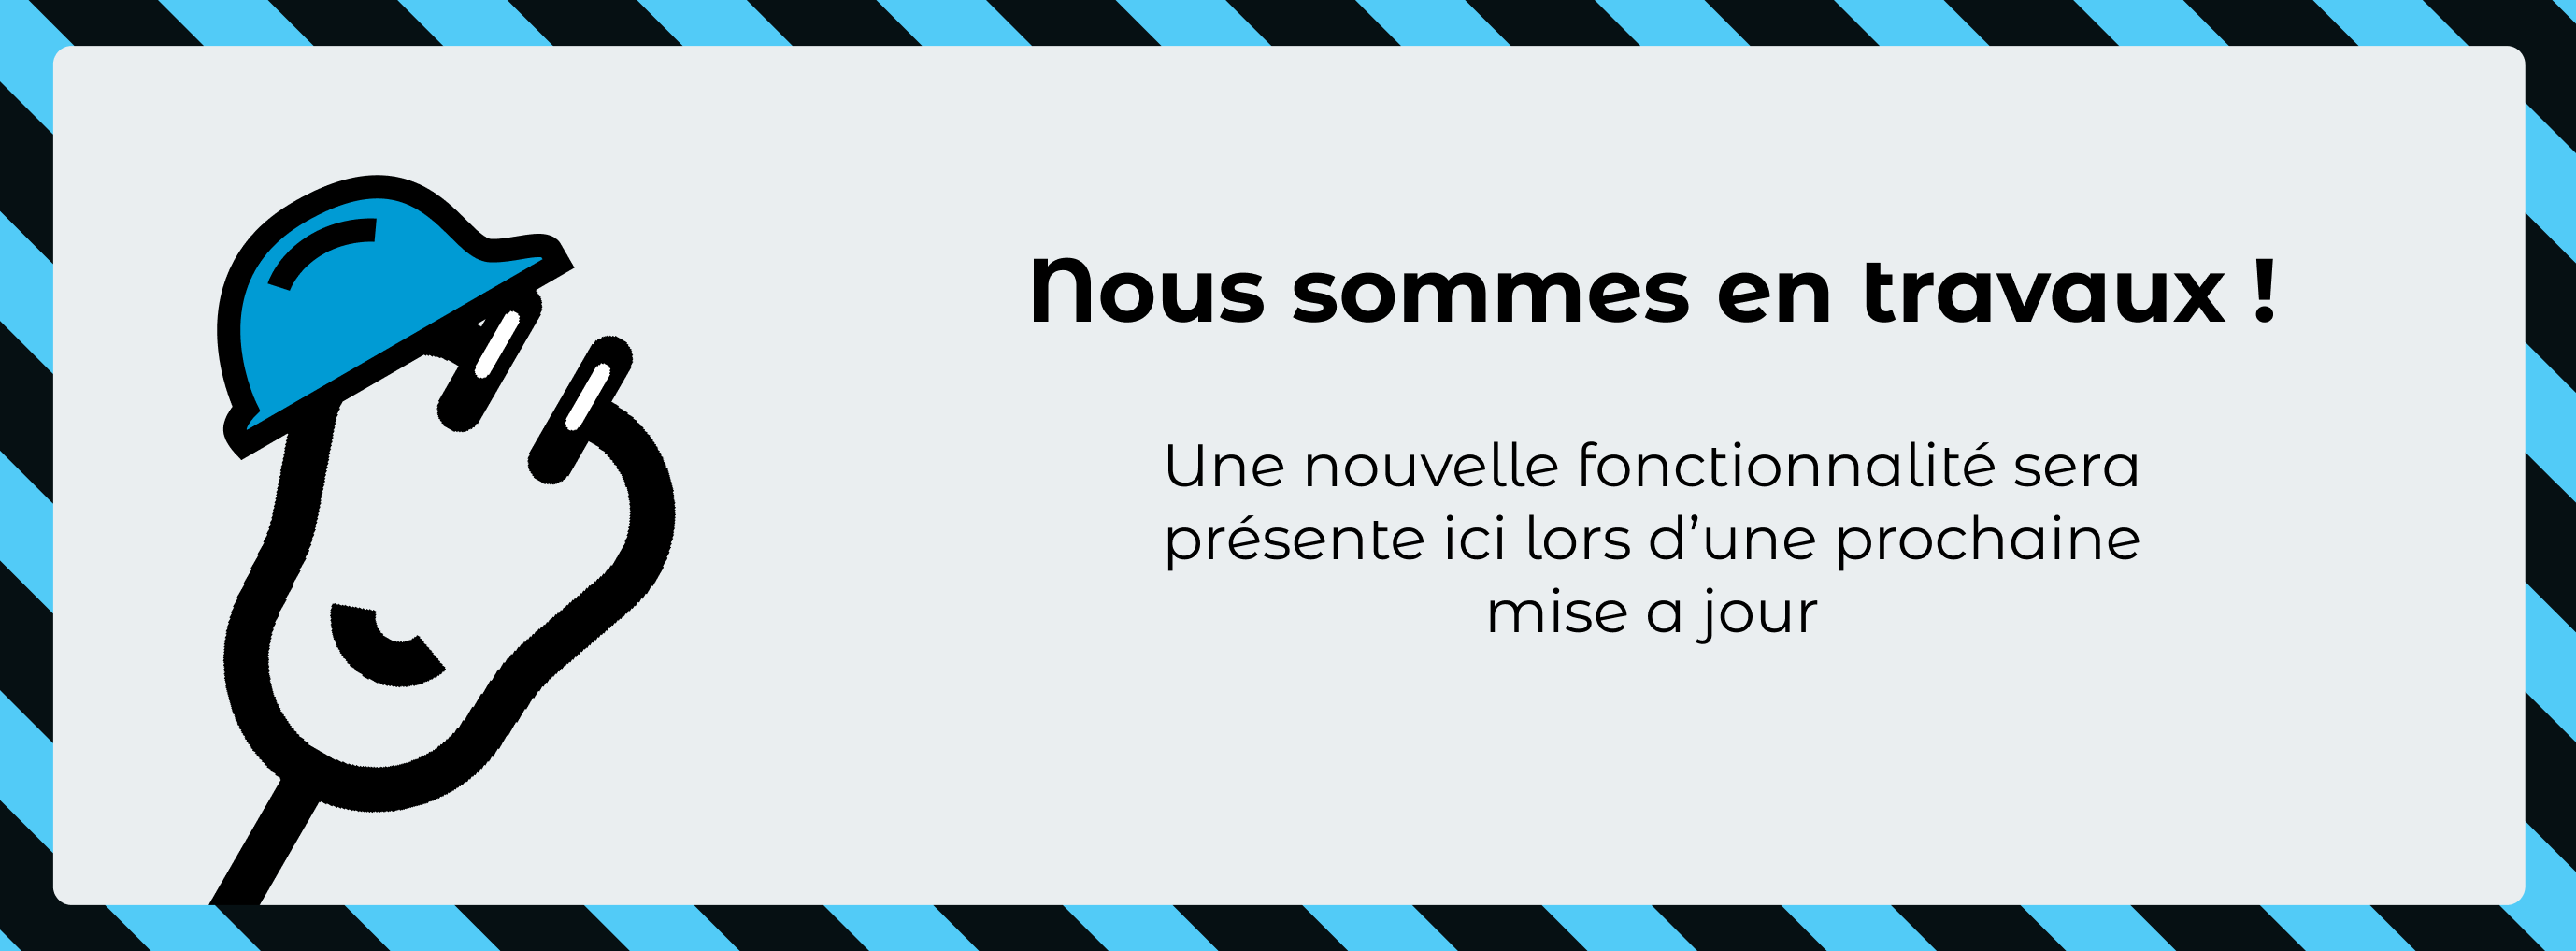 Nous sommes en travaux !
Une nouvelle fonctionnalité sera
présente ici lors d’une prochaine
mise a jour